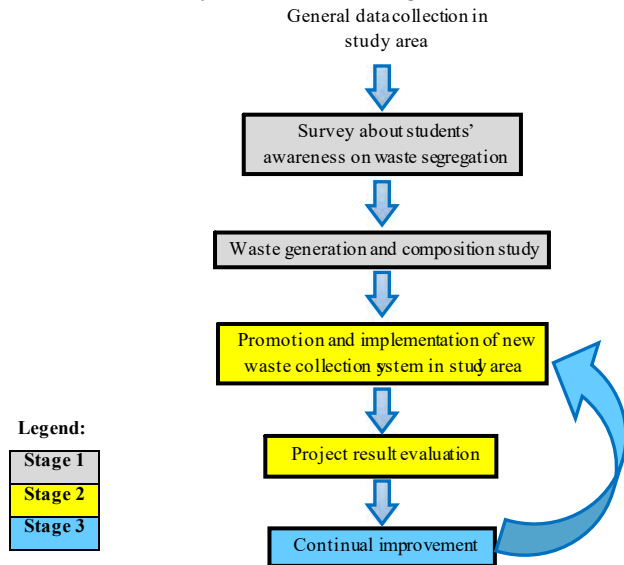 General data collection in
study area
Survey about students'
awareness on waste segregation
Waste generation and composition study
Promotion and implementation of new
waste collection system in study area
Project result evaluation
Continual improvement
Legend:
Stage 1
Stage 2
Stage 3